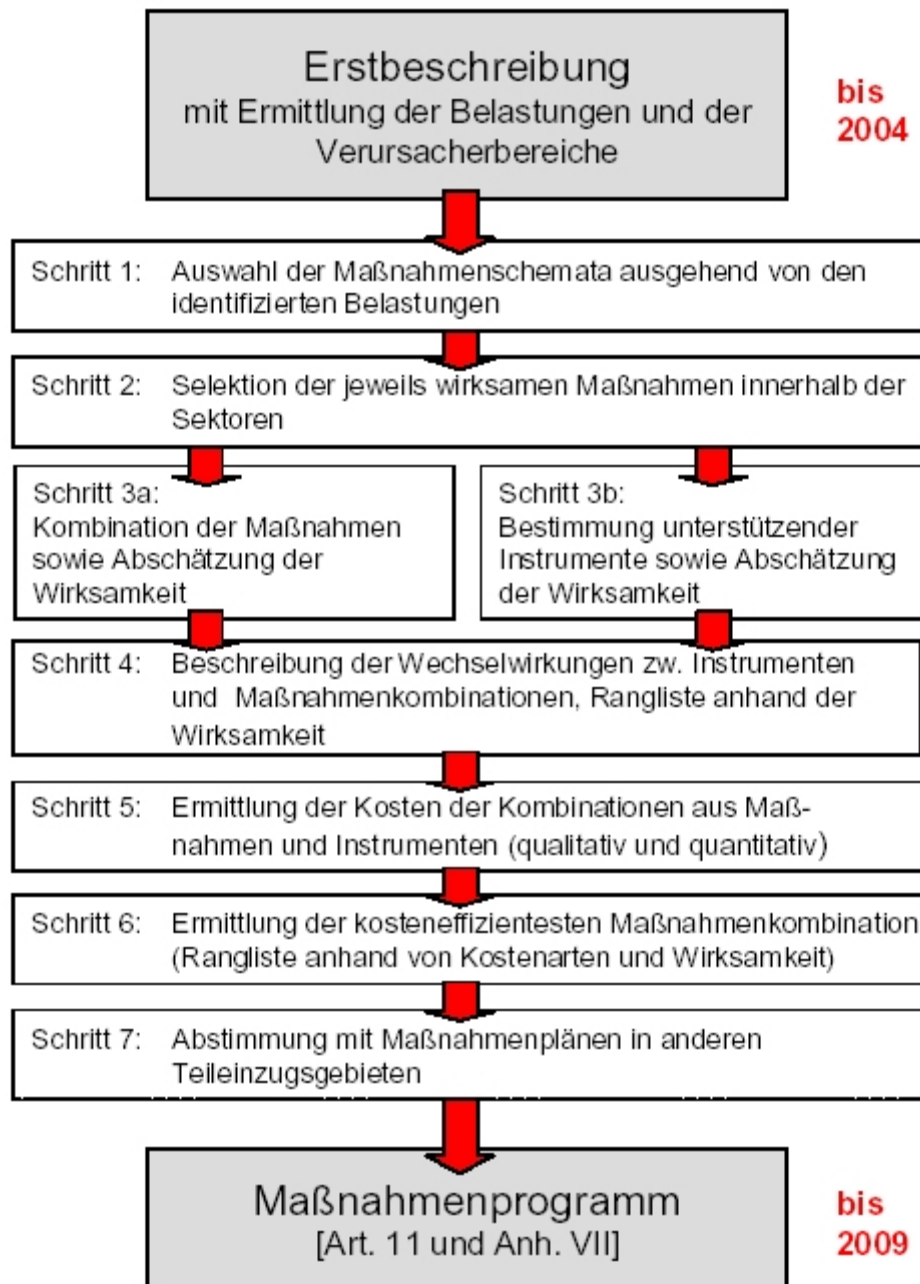 Erstbeschreibung
mit Ermittlung der Belastungen und der
Verursacherbereiche
bis
2004
Schritt 1: Auswahl der Maßnahmenschemata ausgehend von den
identifizierten Belastungen
Schritt 2: Selektion der jeweils wirksamen Maßnahmen innerhalb der
Sektoren
Schritt 3a:
Kombination der Maßnahmen
sowie Abschätzung der
Wirksamkeit
Schritt 3b:
Bestimmung unterstützender
Instrumente sowie Abschätzung
der Wirksamkeit
Schritt 4: Beschreibung der Wechselwirkungen zw. Instrumenten
und Maßnahmenkombinationen, Rangliste anhand der
Wirksamkeit
Schritt 5: Ermittlung der Kosten der Kombinationen aus Maß-
nahmen und Instrumenten (qualitativ und quantitativ)
Schritt 6: Ermittlung der kosteneffizientesten Maßnahmenkombination
(Rangliste anhand von Kostenarten und Wirksamkeit)
Schritt 7: Abstimmung mit Maßnahmenplänen in anderen
Teileinzugsgebieten
Maßnahmenprogramm
[Art. 11 und Anh. VII]
bis
2009